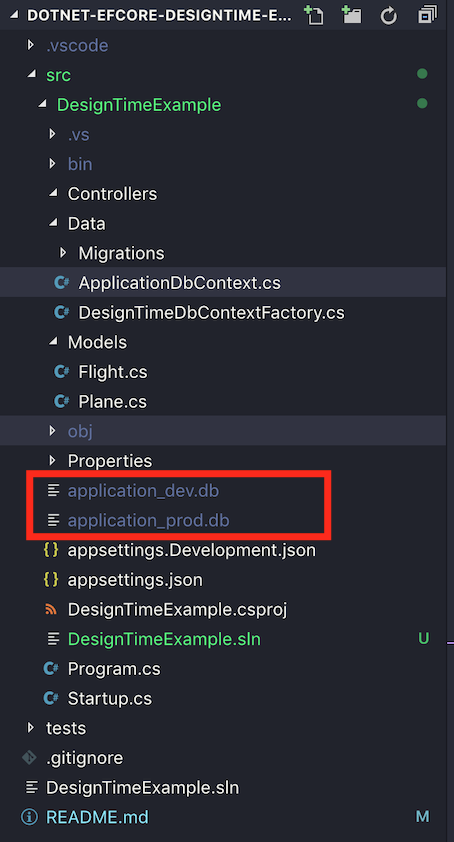 DOTNET-EFCORE-DESIGNTIME-E...
.vscode
src
DesignTimeExample
.vs
bin
Controllers
Data
Migrations
C# ApplicationDbContext.cs
C# DesignTimeDbContextFactory.cs
Models
C# Flight.cs
C# Plane.cs
obj
Properties
application_dev.db
application_prod.db
{} appsettings.Development.json
{} appsettings.json
DesignTimeExample.csproj
DesignTimeExample.sln U
C# Program.cs
C# Startup.cs
tests
.gitignore
DesignTimeExample.sln
README.md M